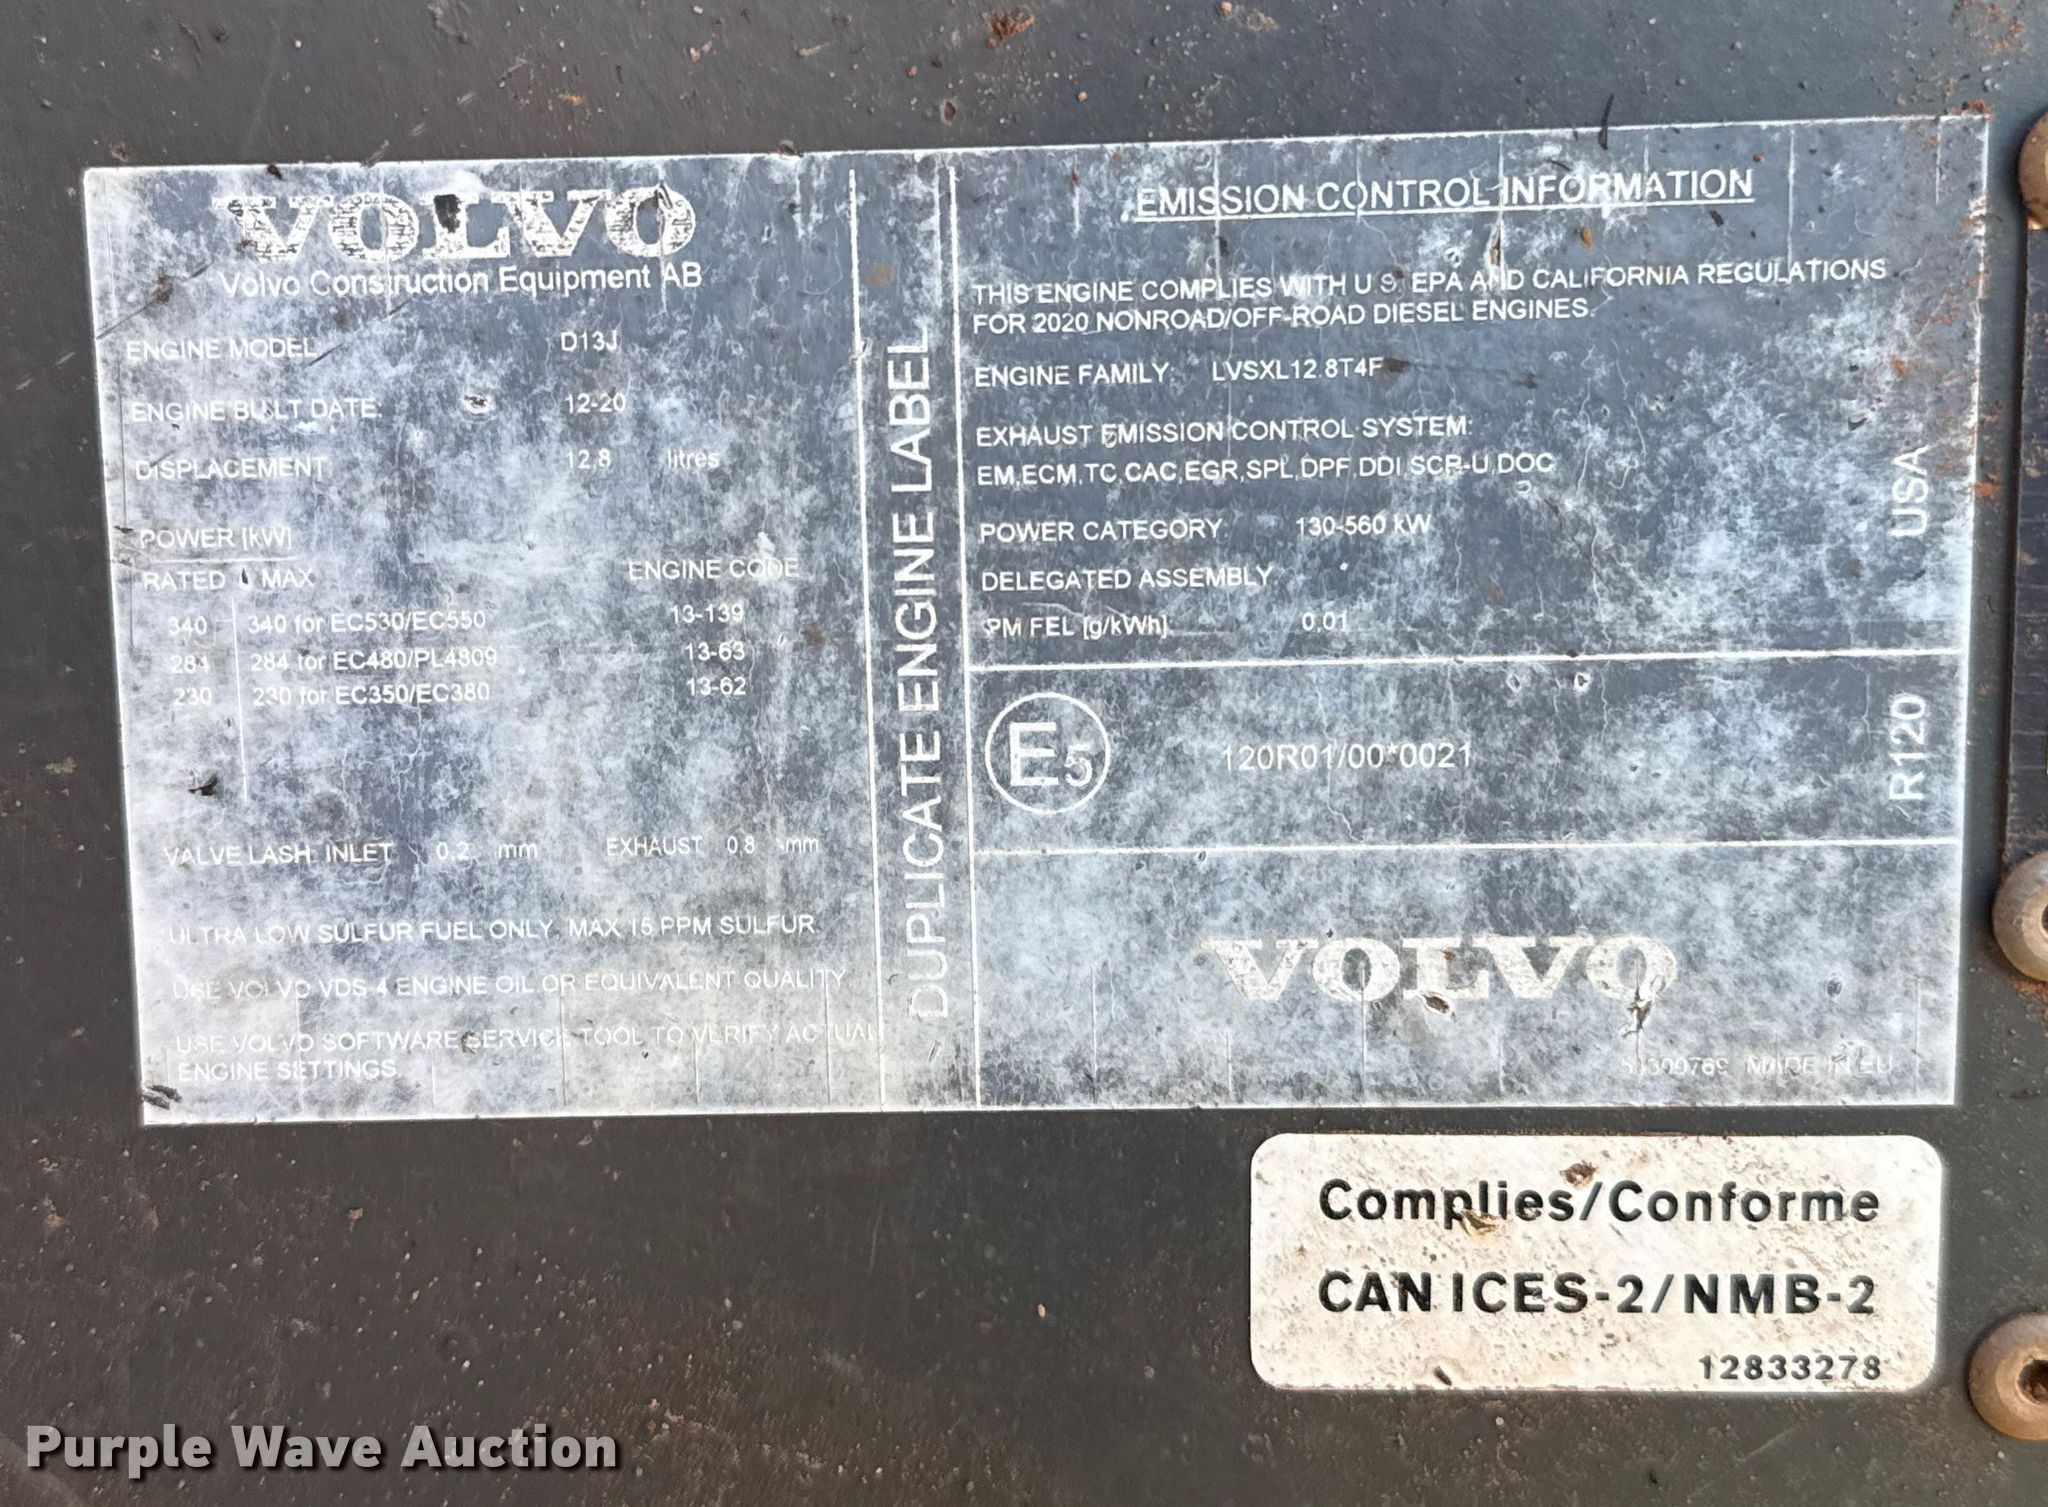 VOLVO
Volvo Construction Equipment AB
ENGINE MODEL: D13J
ENGINE BUILT DATE: 12-20
DISPLACEMENT 12,8 litres
POWER [kW]
RATED MAX ENGINE CODE
340 340 for EC530/EC550 13-139
284 284 for EC480/PL4809 13-63
230 230 for EC350/EC380 13-62
VALVE LASH INLET 0.2 mm EXHAUST 0,8 mm
ULTRA LOW SULFUR FUEL ONLY. MAX 15 PPM SULFUR
USE VOLVO VDS-4 ENGINE OIL OR EQUIVALENT QUALITY
USE VOLVO SOFTWARE SERVICE TOOL TO VERIFY ACTUAL
ENGINE SETTINGS.
DUPLICATE ENGINE LABEL
EMISSION CONTROL INFORMATION
THIS ENGINE COMPLIES WITH U.S. EPA AND CALIFORNIA REGULATIONS
FOR 2020 NONROAD/OFF-ROAD DIESEL ENGINES.
ENGINE FAMILY: LVSXL12.8T4F
EXHAUST EMISSION CONTROL SYSTEM:
EM,ECM,TC,CAC,EGR,SPL,DPF,DDI,SCR-U,DOC
POWER CATEGORY: 130-560 kW
DELEGATED ASSEMBLY
PM FEL [g/kWh] 0,01
USA
E5 120R01/00*0021
R120
VOLVO
MADE IN EU
Complies/Conforme
CAN ICES-2/NMB-2
12833278
Purple Wave Auction